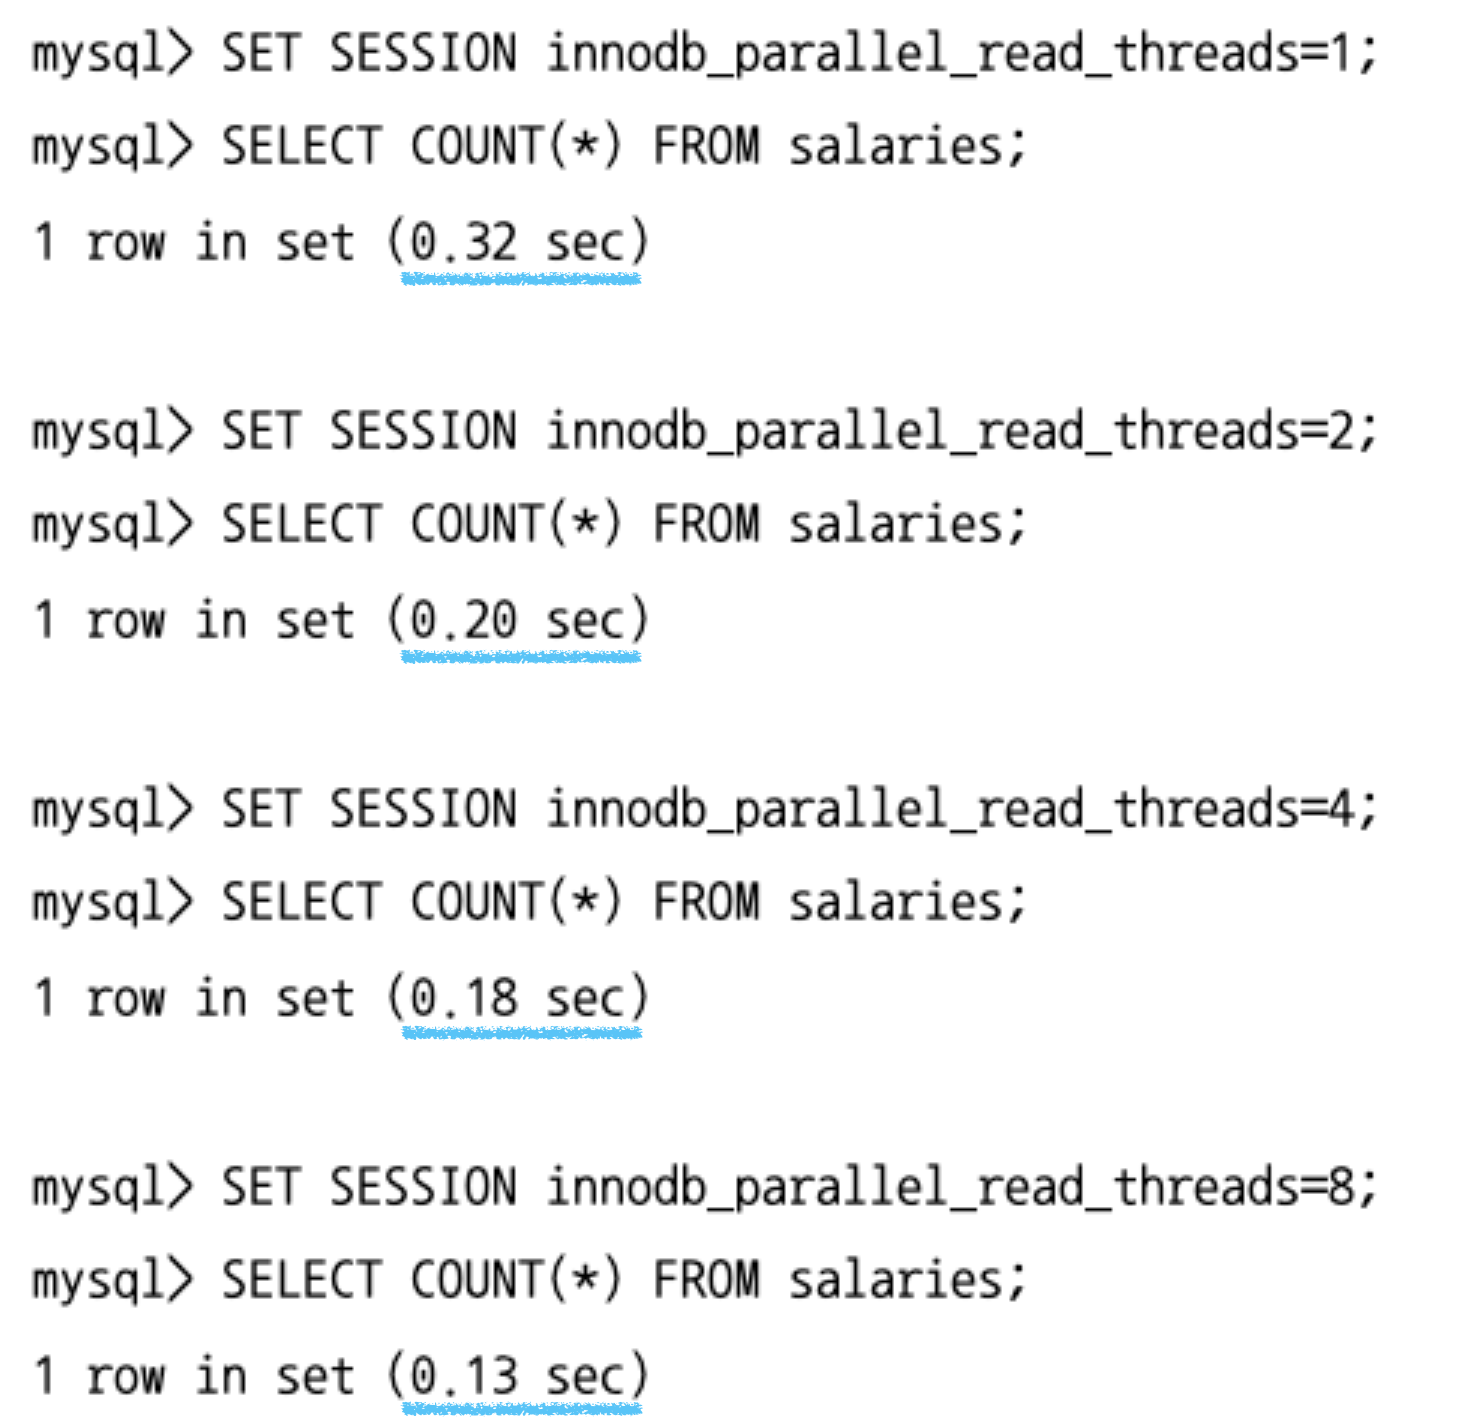 mysql> SET SESSION innodb_parallel_read_threads=1;
mysql> SELECT COUNT(*) FROM salaries;
1 row in set (0.32 sec)
mysql> SET SESSION innodb_parallel_read_threads=2;
mysql> SELECT COUNT(*) FROM salaries;
1 row in set (0.20 sec)
mysql> SET SESSION innodb_parallel_read_threads=4;
mysql> SELECT COUNT(*) FROM salaries;
1 row in set (0.18 sec)
mysql> SET SESSION innodb_parallel_read_threads=8;
mysql> SELECT COUNT(*) FROM salaries;
1 row in set (0.13 sec)